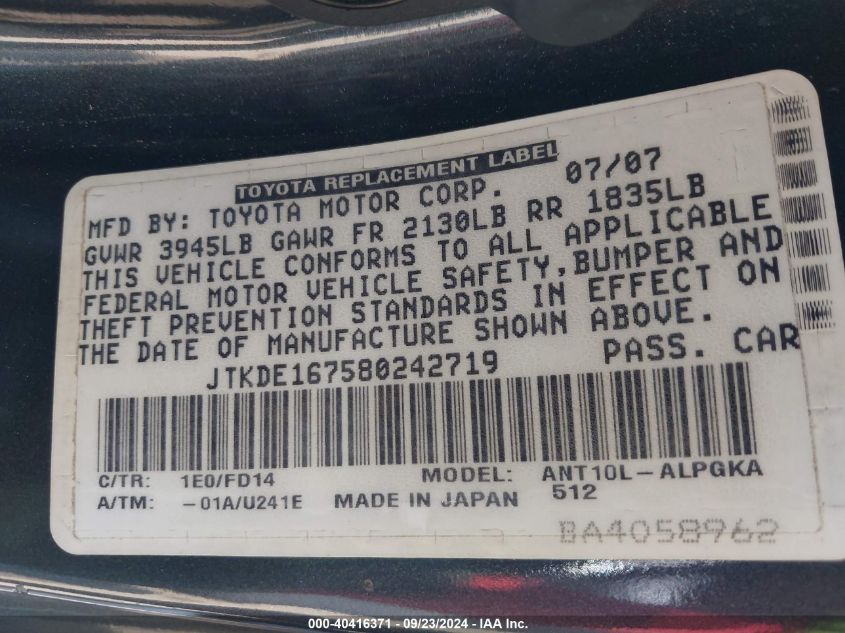 TOYOTA REPLACEMENT LABEL
MFD BY: TOYOTA MOTOR CORP. 07/07
GVWR 3945LB GAWR FR 2130LB RR 1835LB
THIS VEHICLE CONFORMS TO ALL APPLICABLE
FEDERAL MOTOR VEHICLE SAFETY, BUMPER AND
THEFT PREVENTION STANDARDS IN EFFECT ON
THE DATE OF MANUFACTURE SHOWN ABOVE.
JTKDE167580242719 PASS. CAR
C/TR: 1E0/FD14 MODEL: ANT10L-ALPGKA
A/TM: -01A/U241E MADE IN JAPAN 512
BA4058962
000-40416371 - 09/23/2024 - IAA Inc.